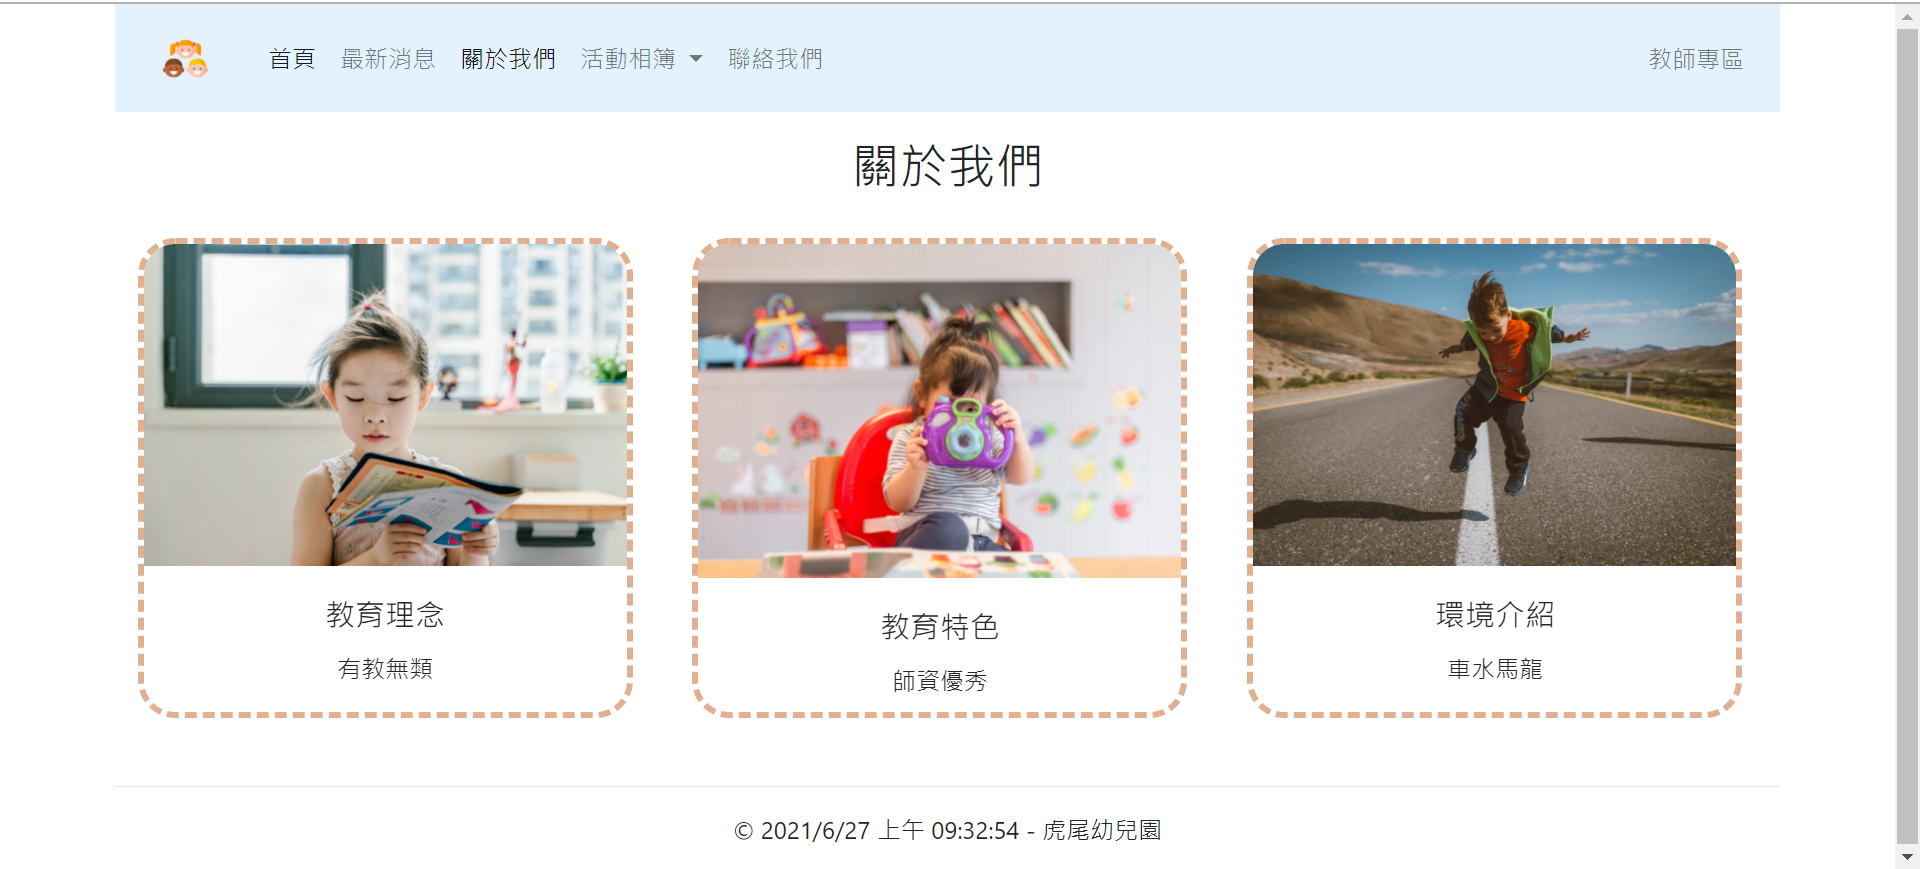 首頁 最新消息 關於我們 活動相簿 聯絡我們 教師專區
關於我們
教育理念
有教無類
教育特色
師資優秀
環境介紹
車水馬龍
© 2021/6/27 上午 09:32:54 - 虎尾幼兒園